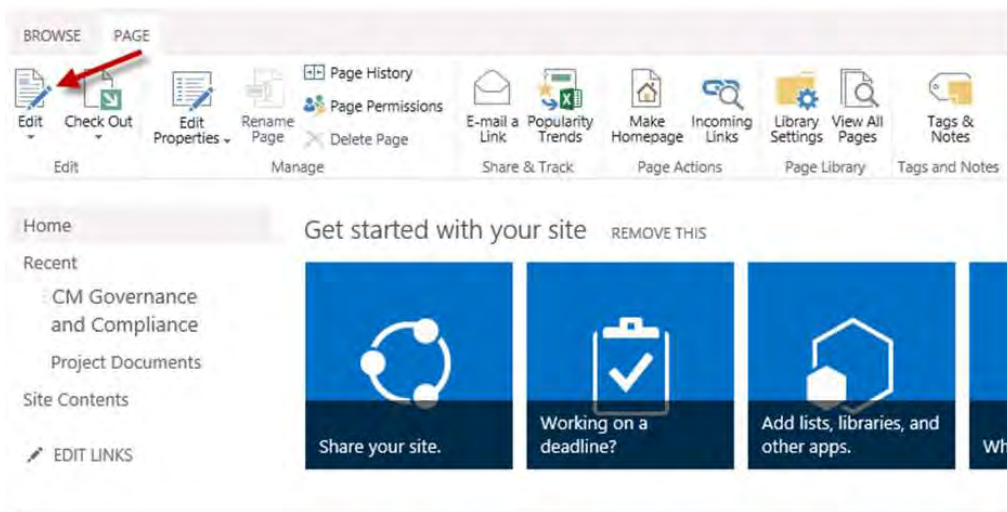 BROWSE PAGE
Edit
Check Out
Edit
Properties
Rename
Page
Page History
Page Permissions
Delete Page
E-mail a
Link
Popularity
Trends
Make
Homepage
Incoming
Links
Library
Settings
View All
Pages
Tags &
Notes
Edit
Manage
Share & Track
Page Actions
Page Library
Tags and Notes
Home
Recent
CM Governance
and Compliance
Project Documents
Site Contents
EDIT LINKS
Get started with your site REMOVE THIS
Share your site.
Working on a
deadline?
Add lists, libraries, and
other apps.
Wh